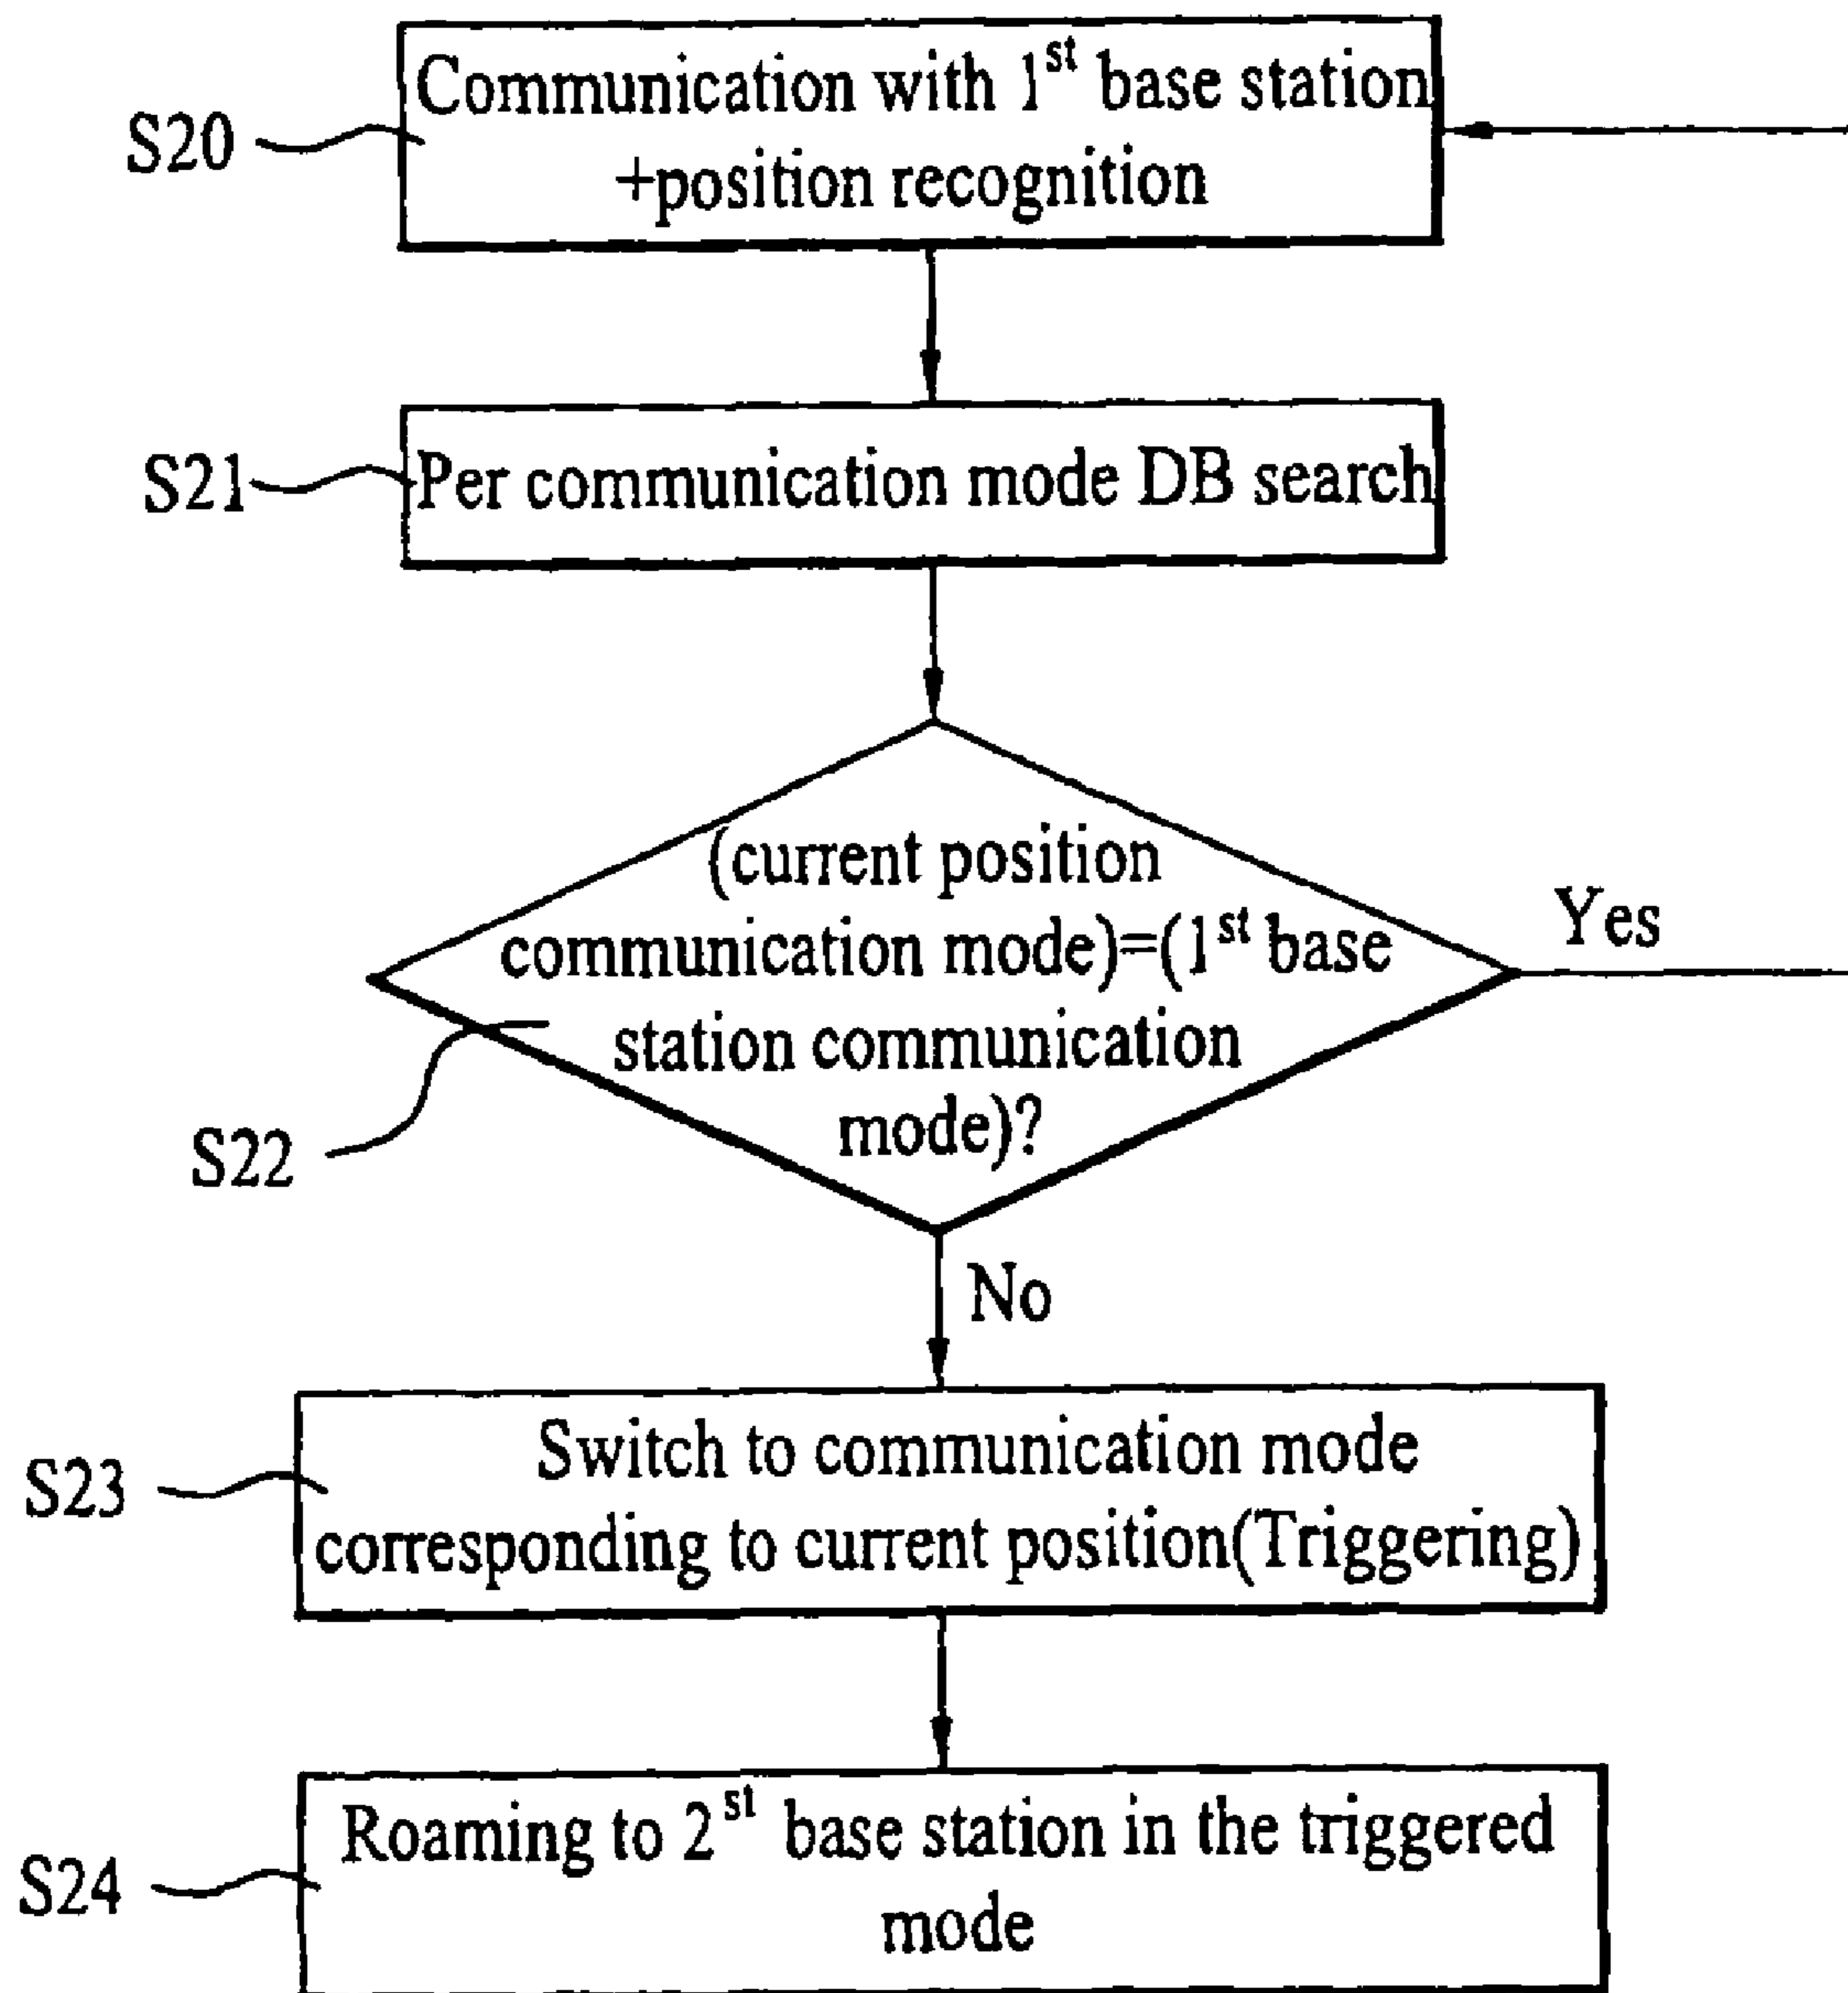 Communication with 1st base station
+position recognition
S20
Per communication mode DB search
S21
(current position
communication mode)=(1st base
station communication
mode)?
Yes
S22
No
Switch to communication mode
corresponding to current position(Triggering)
S23
Roaming to 2st base station in the triggered
mode
S24